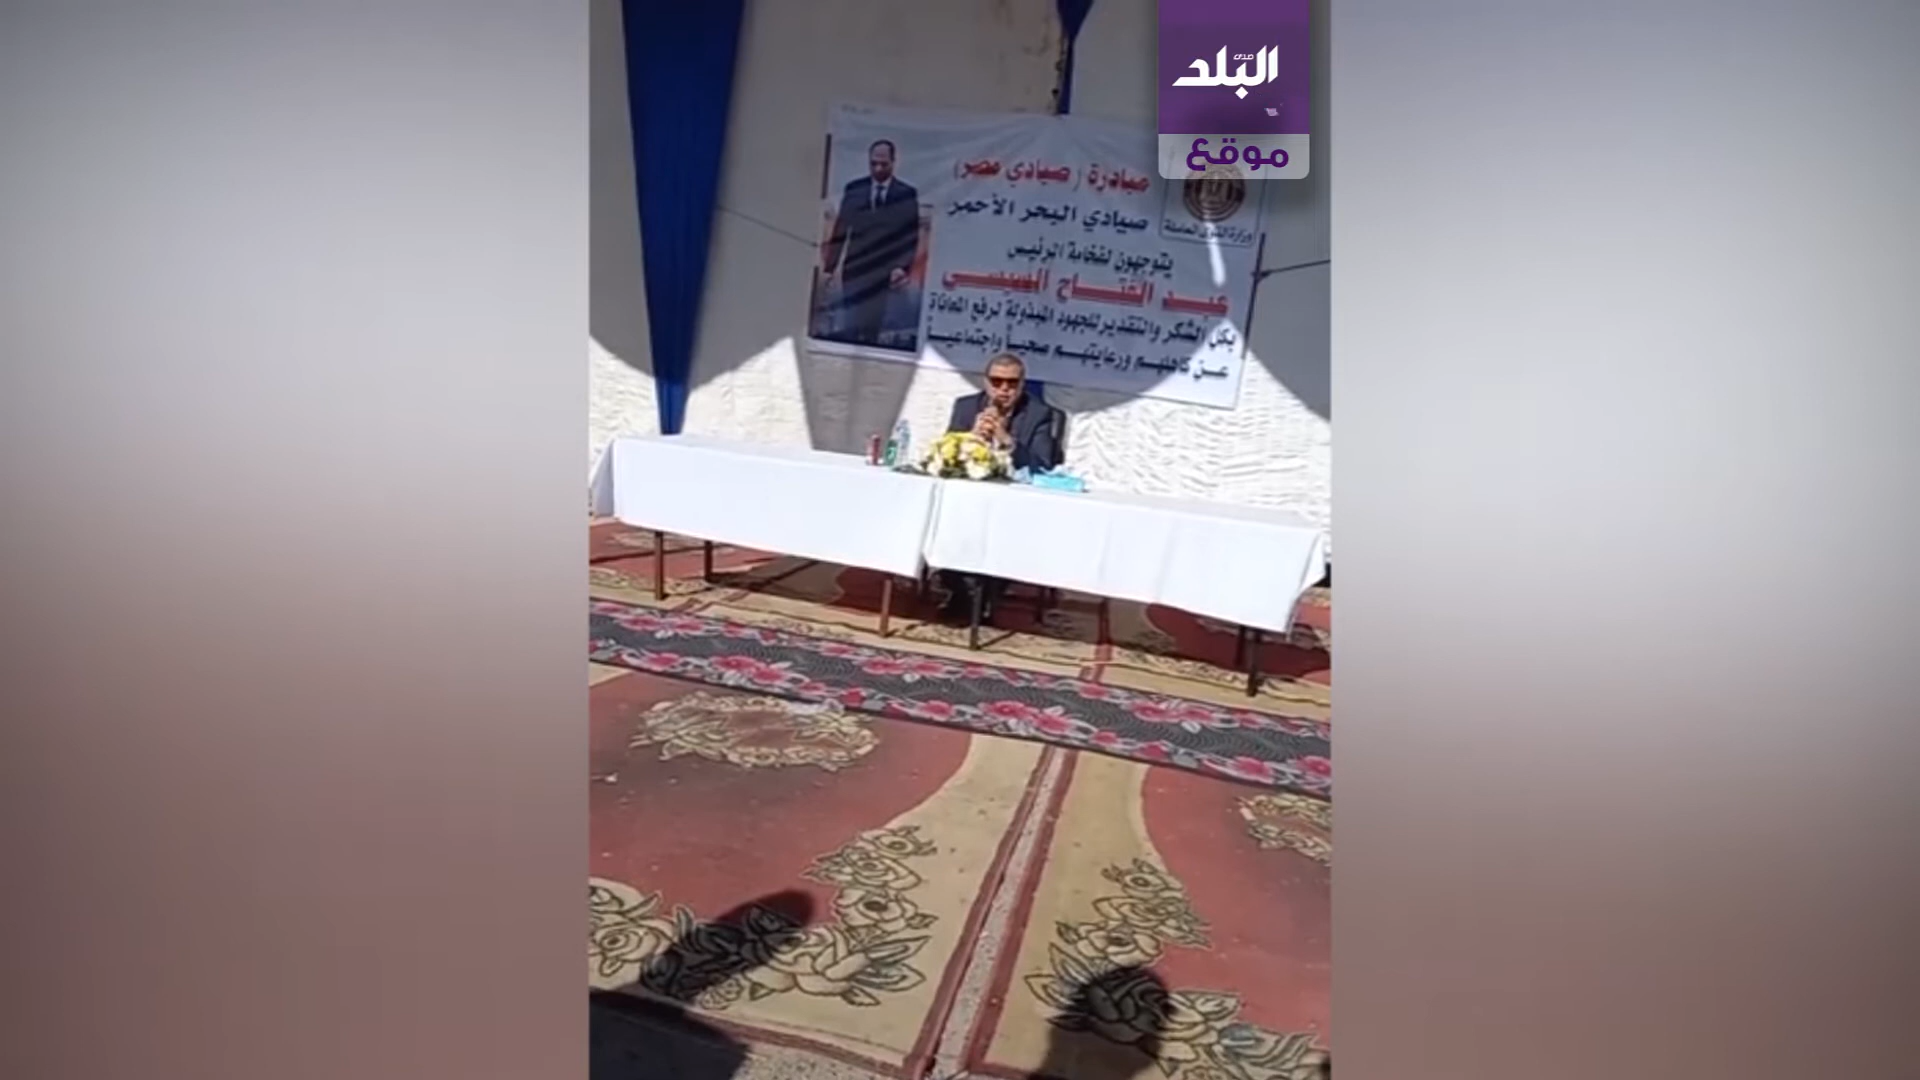 صدى
البلد
موقع
مبادرة (صيادي مصر)
صيادي البحر الأحمر
يتوجهون لفخامة الرئيس
عبد الفتاح السيسي
بكل الشكر والتقدير للجهود المبذولة لرفع المعاناة
عن كاهلهم ورعايتهم صحياً واجتماعياً
وزارة القوى العاملة